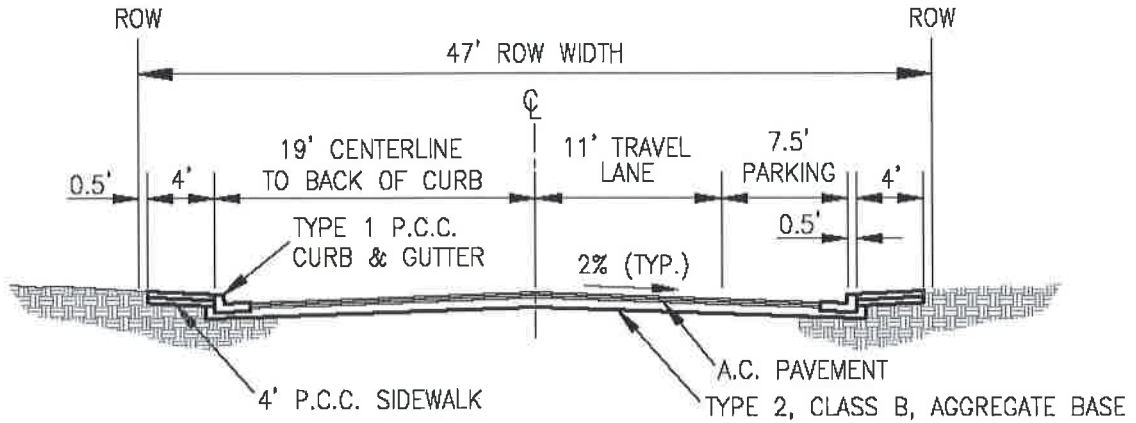 ROW
ROW
47' ROW WIDTH
℄
19' CENTERLINE
TO BACK OF CURB
11' TRAVEL
LANE
7.5'
PARKING
0.5'
4'
4'
0.5'
TYPE 1 P.C.C.
CURB & GUTTER
2% (TYP.)
A.C. PAVEMENT
4' P.C.C. SIDEWALK
TYPE 2, CLASS B, AGGREGATE BASE